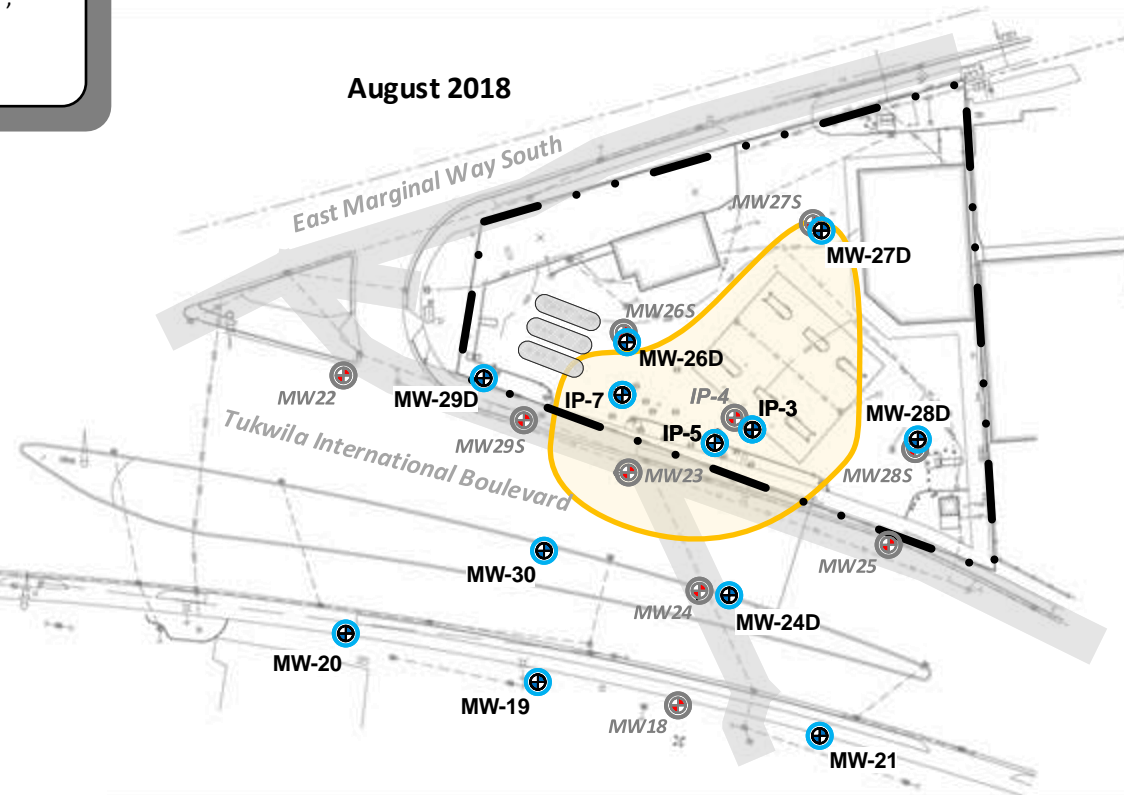 ,
August 2018
East Marginal Way South
MW27S
MW-27D
MW26S
MW-26D
MW22
MW-29D
IP-7
IP-4
IP-3
MW-28D
IP-5
MW29S
MW23
MW28S
Tukwila International Boulevard
MW25
MW-30
MW24
MW-24D
MW-20
MW-19
MW18
MW-21